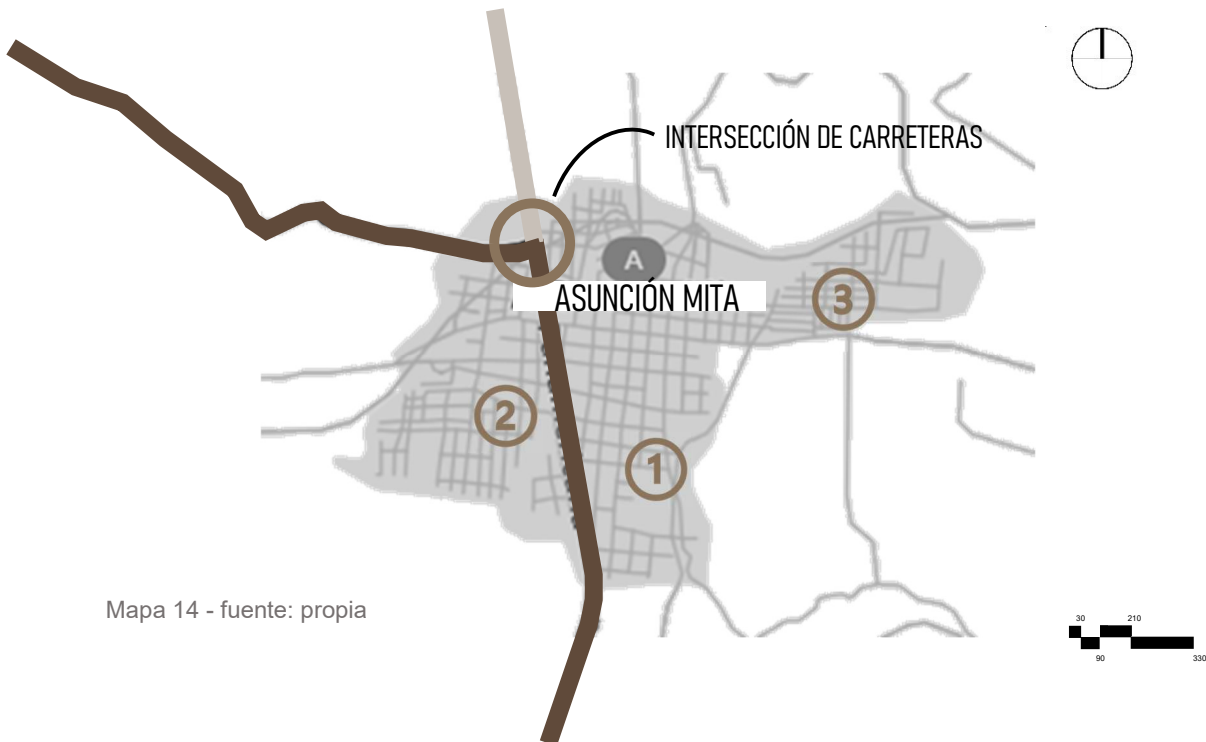 INTERSECCIÓN DE CARRETERAS
A
ASUNCIÓN MITA
3
2
1
Mapa 14 - fuente: propia
30 210
90 330